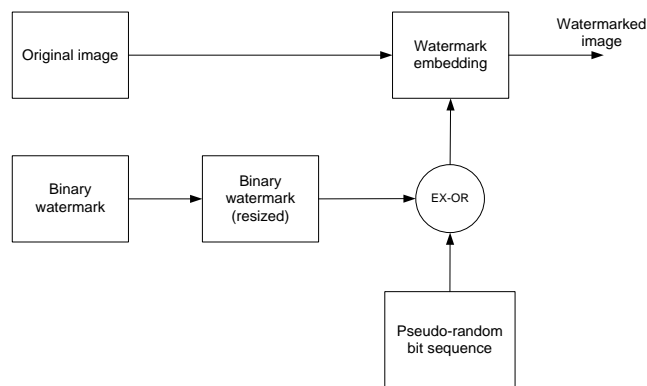 Original image
Watermark
embedding
Watermarked
image
Binary
watermark
Binary
watermark
(resized)
EX-OR
Pseudo-random
bit sequence